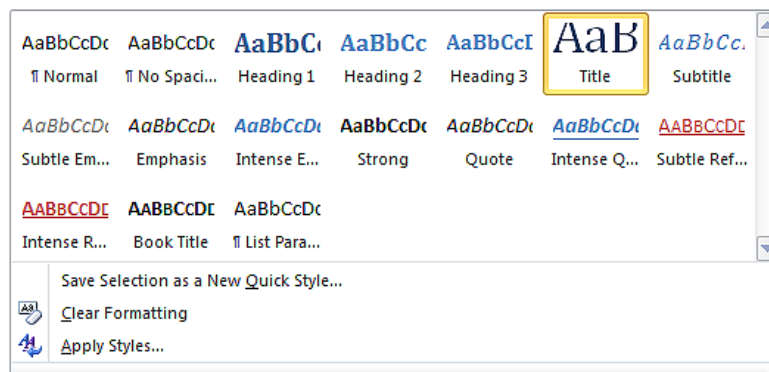 AaBbCcDc AaBbCcDc AaBbC AaBbCc AaBbCcD AaB AaBbCc.
¶ Normal ¶ No Spaci... Heading 1 Heading 2 Heading 3 Title Subtitle
AaBbCcDc AaBbCcDc AaBbCcDc AaBbCcDc AaBbCcDc AaBbCcDc AABBCCDD
Subtle Em... Emphasis Intense E... Strong Quote Intense Q... Subtle Ref...
AABBCCDD AABBCCDD AaBbCcDc
Intense R... Book Title ¶ List Para...
Save Selection as a New Quick Style...
Clear Formatting
Apply Styles...